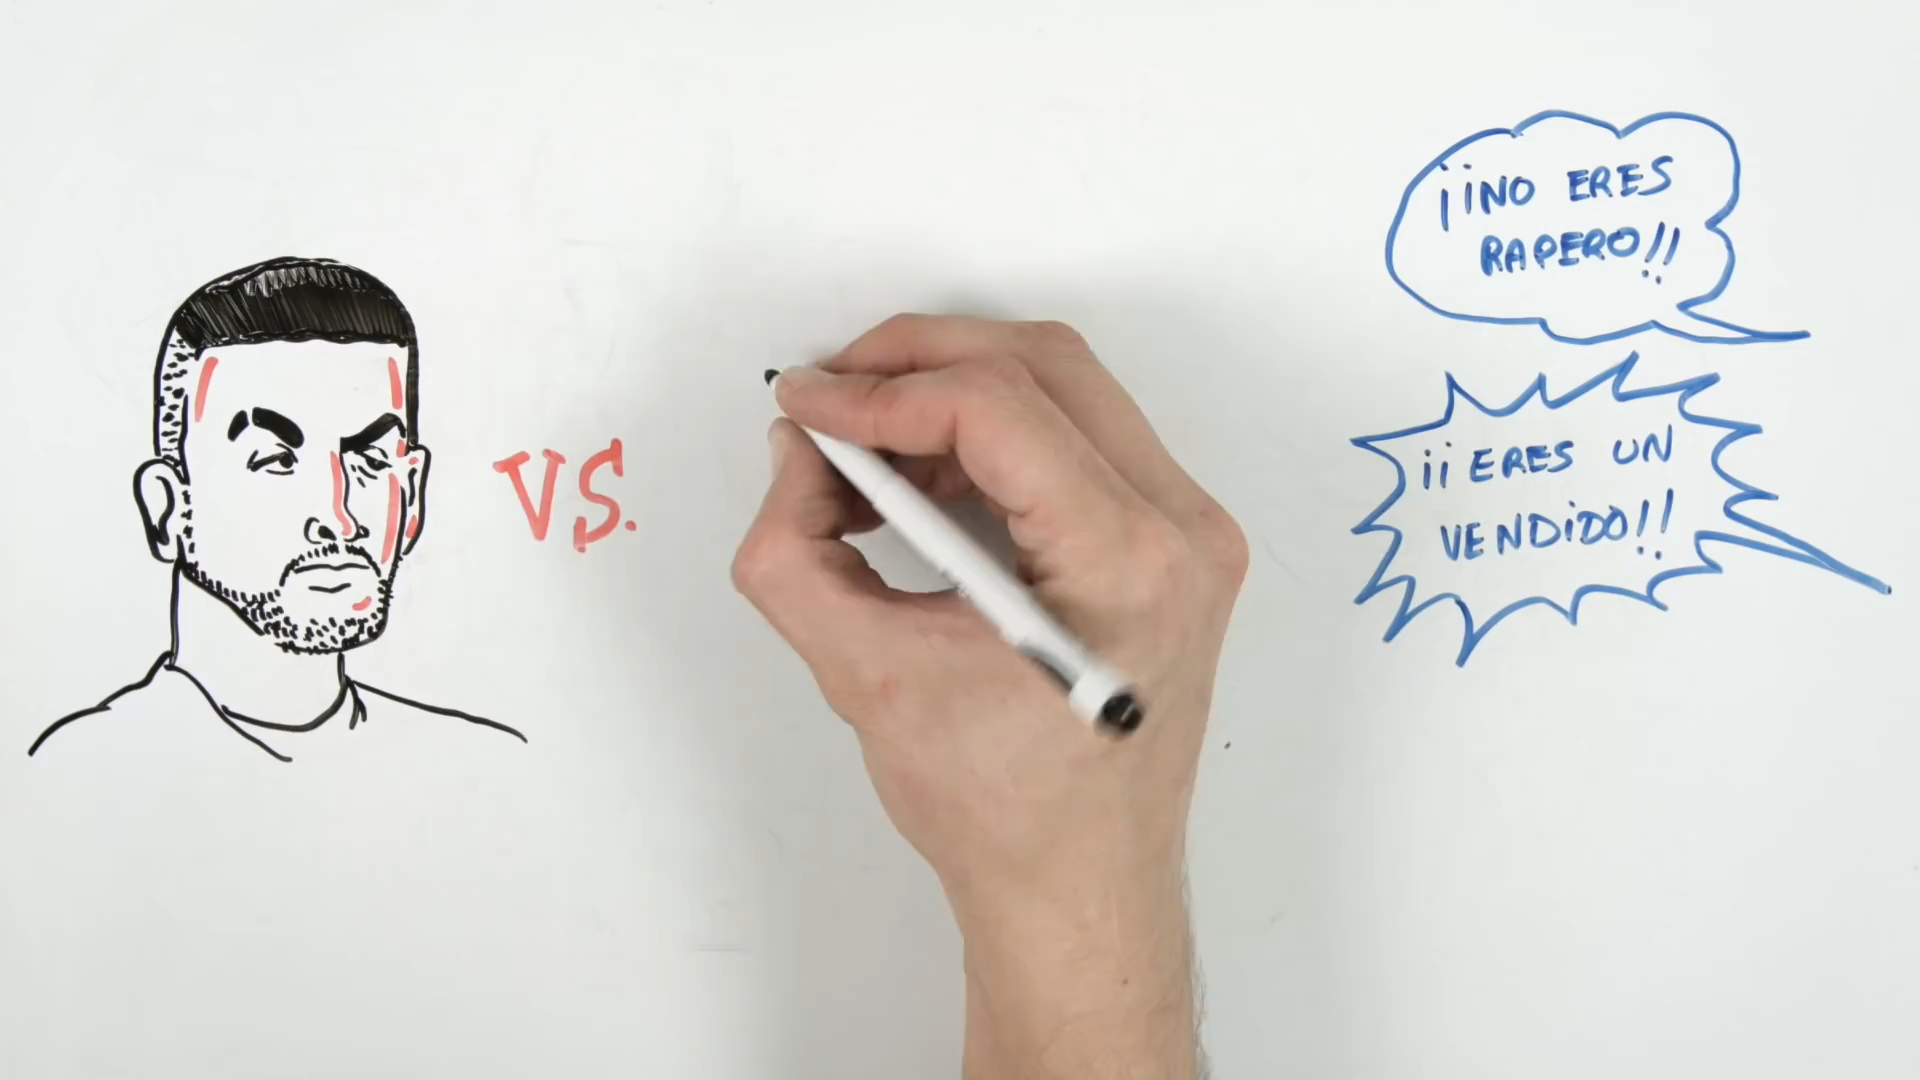 VS.
¡¡NO ERES
RAPERO!!
¡¡ERES UN
VENDIDO!!